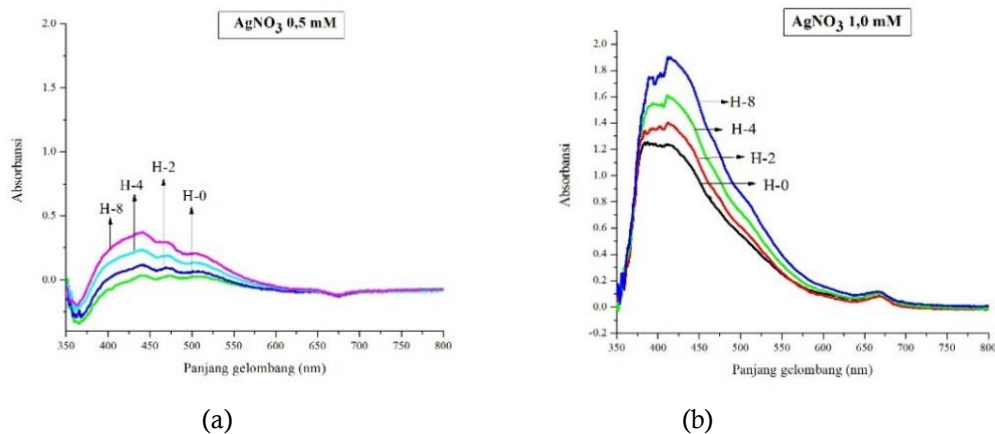 AgNO₃ 0,5 mM
2.0
1.5
1.0
0.5
0.0
Absorbansi
H-8
H-4
H-2
H-0
350 400 450 500 550 600 650 700 750 800
Panjang gelombang (nm)
(a)
AgNO₃ 1,0 mM
2.0
1.8
1.6
1.4
1.2
1.0
0.8
0.6
0.4
0.2
0.0
-0.2
Absorbansi
H-8
H-4
H-2
H-0
350 400 450 500 550 600 650 700 750 800
Panjang gelombang (nm)
(b)